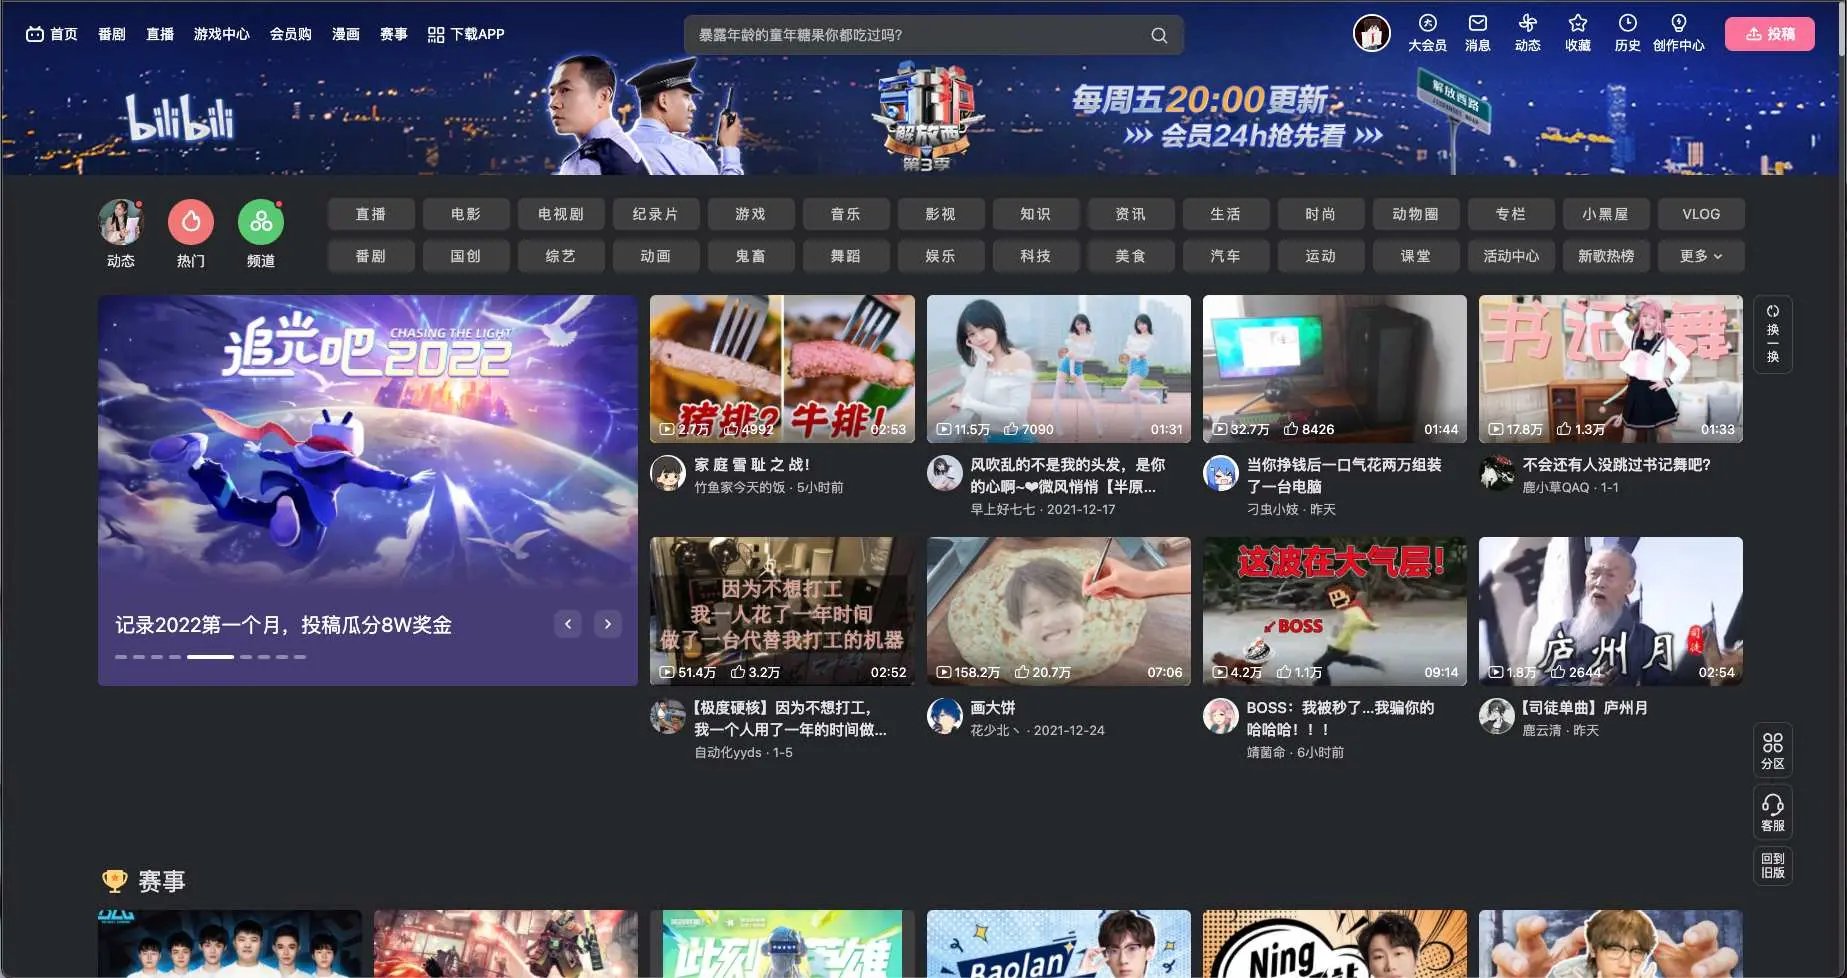 首页 番剧 直播 游戏中心 会员购 漫画 赛事 下载APP
暴露年龄的童年糖果你都吃过吗?
大会员 消息 动态 收藏 历史 创作中心 投稿
bilibili
解放西
第3季
每周五20:00更新
会员24h抢先看
解放西路
动态 热门 频道
直播 电影 电视剧 纪录片 游戏 音乐 影视 知识 资讯 生活 时尚 动物圈 专栏 小黑屋 VLOG
番剧 国创 综艺 动画 鬼畜 舞蹈 娱乐 科技 美食 汽车 运动 课堂 活动中心 新歌热榜 更多
追光吧 CHASING THE LIGHT
2022
记录2022第一个月，投稿瓜分8W奖金
猪排? 牛排!
2.7万 4992 02:53
家 庭 雪 耻 之 战!
竹鱼家今天的饭 · 5小时前
11.5万 7090 01:31
风吹乱的不是我的头发，是你
的心啊~❤微风悄悄【半原...
早上好七七 · 2021-12-17
32.7万 8426 01:44
当你挣钱后一口气花两万组装
了一台电脑
刁虫小妓 · 昨天
书记舞
17.8万 1.3万 01:33
不会还有人没跳过书记舞吧?
鹿小草QAQ · 1-1
换
一
换
因为不想打工
我一人花了一年时间
做了一台代替我打工的机器
51.4万 3.2万 02:52
【极度硬核】因为不想打工，
我一个人用了一年的时间做...
自动化yyds · 1-5
158.2万 20.7万 07:06
画大饼
花少北丶 · 2021-12-24
这波在大气层!
BOSS
4.2万 1.1万 09:14
BOSS：我被秒了...我骗你的
哈哈哈！！！
靖菌命 · 6小时前
庐州月
司徒
1.8万 2644 02:54
【司徒单曲】庐州月
鹿云清 · 昨天
分区
客服
回到
旧版
赛事
此刻 英雄
Baolan
Ning